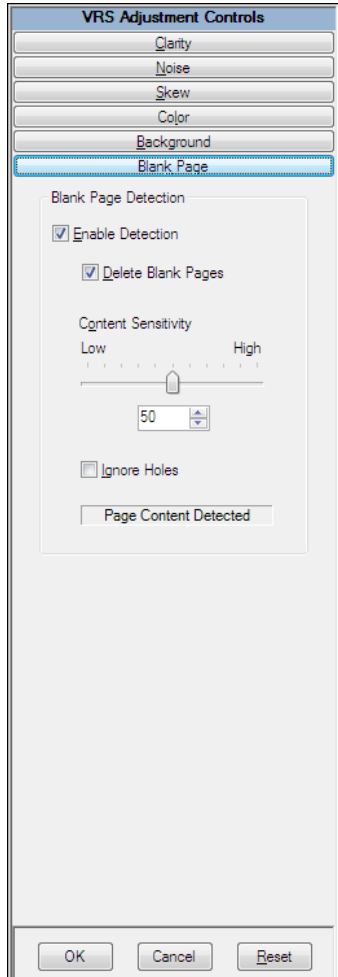 VRS Adjustment Controls
Clarity
Noise
Skew
Color
Background
Blank Page
Blank Page Detection
Enable Detection
Delete Blank Pages
Content Sensitivity
Low High
50
Ignore Holes
Page Content Detected
OK Cancel Reset